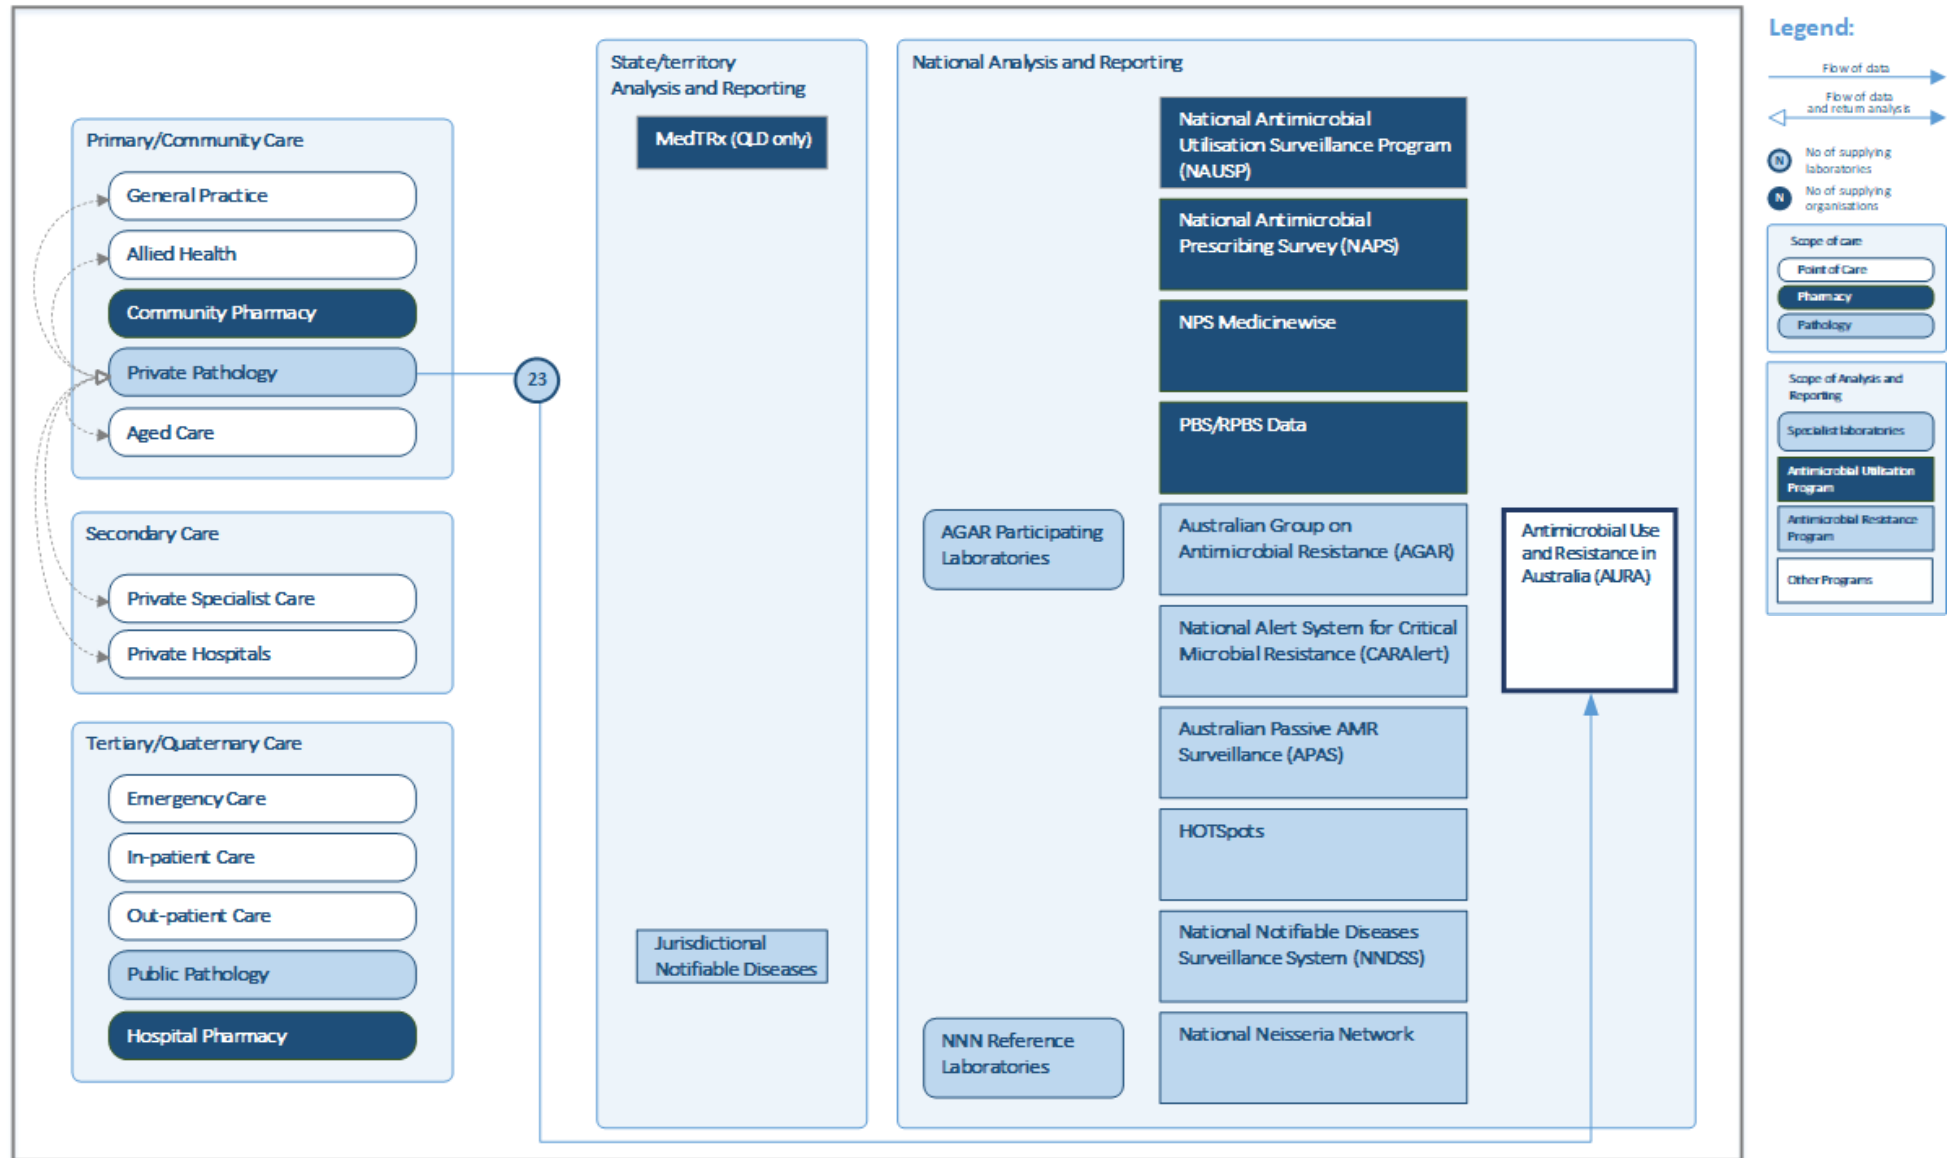 State/territory
Analysis and Reporting
MedTRx (QLD only)
Jurisdictional
Notifiable Diseases
Primary/Community Care
General Practice
Allied Health
Community Pharmacy
Private Pathology
Aged Care
23
Secondary Care
Private Specialist Care
Private Hospitals
Tertiary/Quaternary Care
Emergency Care
In-patient Care
Out-patient Care
Public Pathology
Hospital Pharmacy
National Analysis and Reporting
National Antimicrobial
Utilisation Surveillance Program
(NAUSP)
National Antimicrobial
Prescribing Survey (NAPS)
NPS Medicinewise
PBS/RPBS Data
AGAR Participating
Laboratories
Australian Group on
Antimicrobial Resistance (AGAR)
National Alert System for Critical
Microbial Resistance (CARAlert)
Australian Passive AMR
Surveillance (APAS)
HOTSpots
National Notifiable Diseases
Surveillance System (NNDSS)
NNN Reference
Laboratories
National Neisseria Network
Antimicrobial Use
and Resistance in
Australia (AURA)
Legend:
Flow of data
Flow of data
and return analysis
N
No of supplying
laboratories
N
No of supplying
organisations
Scope of care
Point of Care
Pharmacy
Pathology
Scope of Analysis and
Reporting
Specialist laboratories
Antimicrobial Utilisation
Program
Antimicrobial Resistance
Program
Other Programs